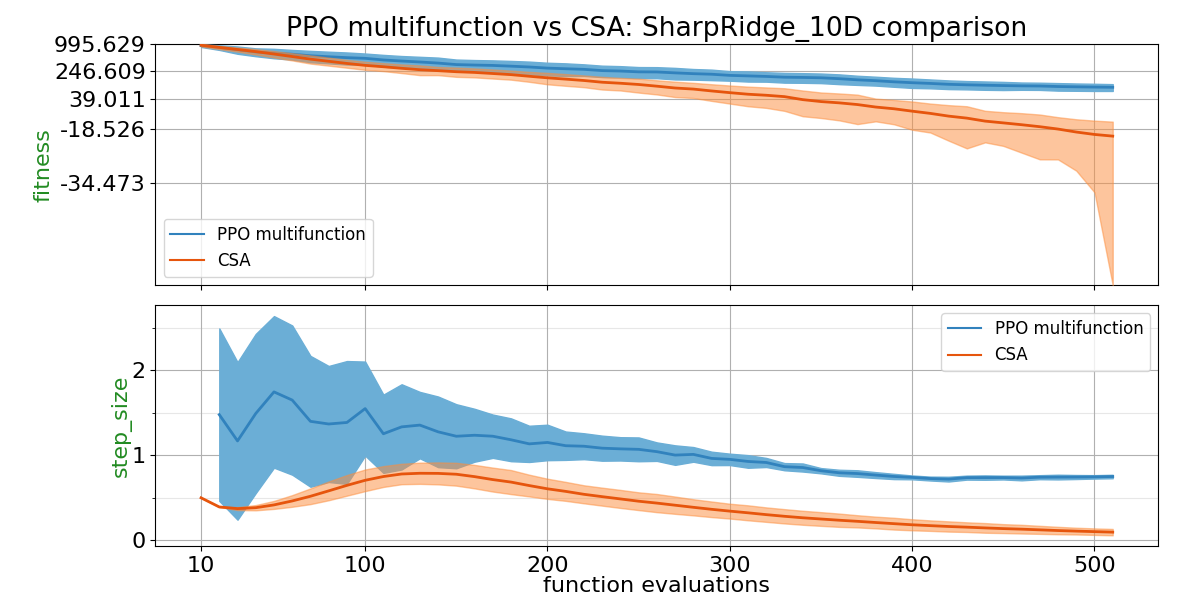 PPO multifunction vs CSA: SharpRidge_10D comparison
995.629
246.609
39.011
-18.526
-34.473
fitness
PPO multifunction
CSA
PPO multifunction
CSA
2
1
0
step_size
10 100 200 300 400 500
function evaluations